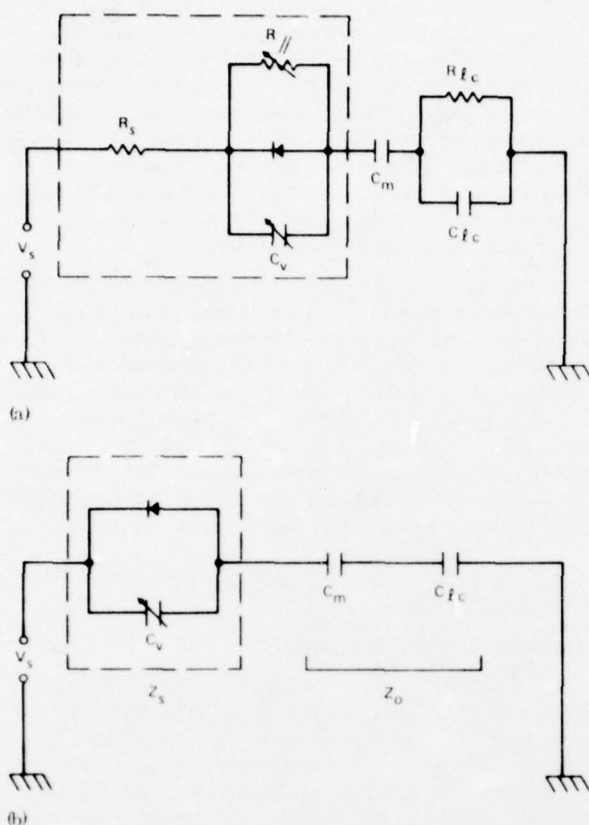 R//
R_ℓc
R_s
C_m
C_v
C_ℓc
V_s
(a)
C_m
C_ℓc
C_v
V_s
Z_s
Z_o
(b)